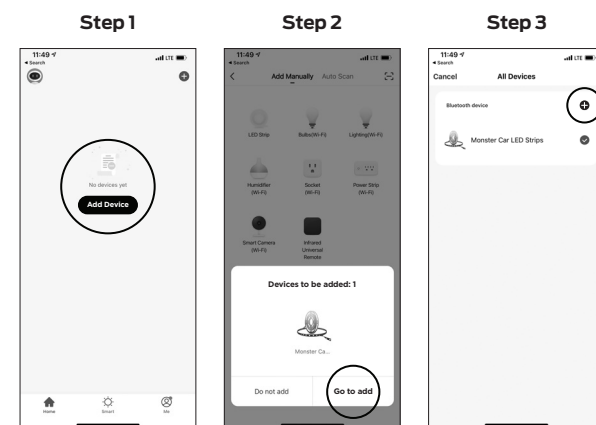 Step 1
11:49
LTE
◂ Search
No devices yet
Add Device
Home
Smart
Me
Step 2
11:49
LTE
◂ Search
Add Manually Auto Scan
LED Strip
Bulbs(Wi-Fi)
Lighting(Wi-Fi)
Humidifier
(Wi-Fi)
Socket
(Wi-Fi)
Power Strip
(Wi-Fi)
Smart Camera
(Wi-Fi)
Infrared
Universal
Remote
Devices to be added: 1
Monster Ca...
Do not add
Go to add
Step 3
11:49
LTE
◂ Search
Cancel All Devices
Bluetooth device
Monster Car LED Strips